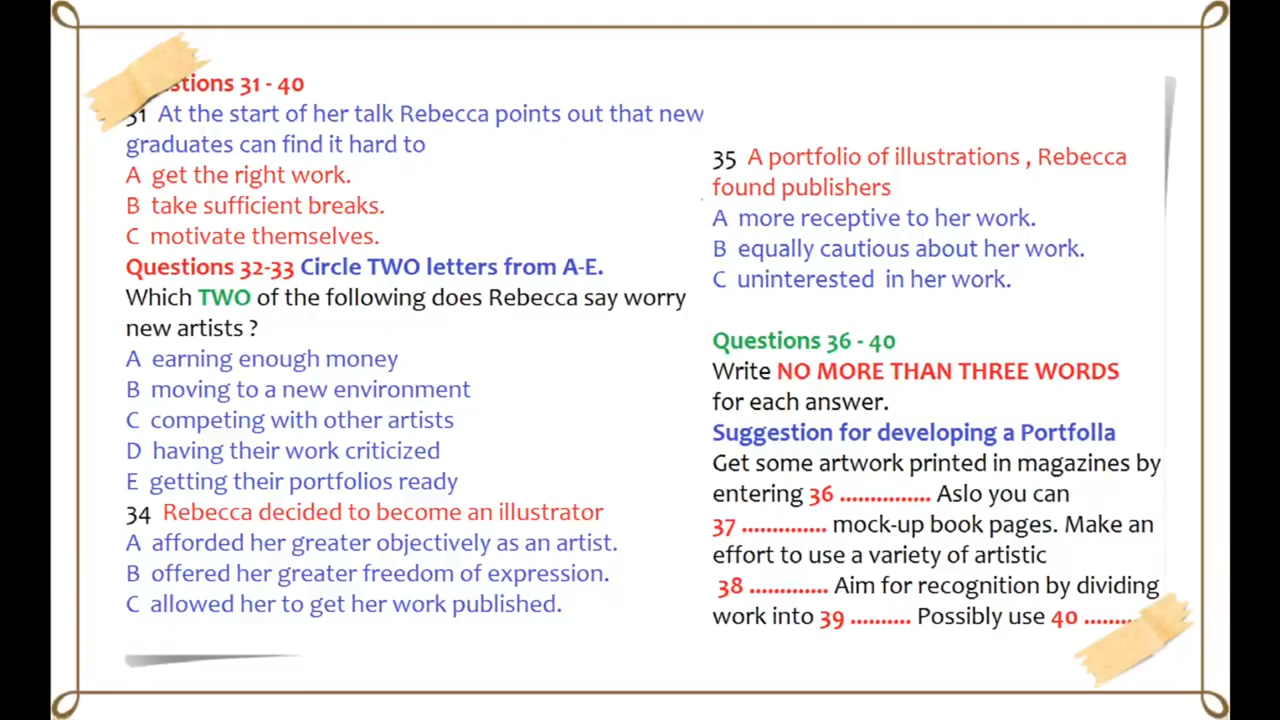 stions 31 - 40
31 At the start of her talk Rebecca points out that new
graduates can find it hard to
A get the right work.
B take sufficient breaks.
C motivate themselves.
Questions 32-33 Circle TWO letters from A-E.
Which TWO of the following does Rebecca say worry
new artists ?
A earning enough money
B moving to a new environment
C competing with other artists
D having their work criticized
E getting their portfolios ready
34 Rebecca decided to become an illustrator
A afforded her greater objectively as an artist.
B offered her greater freedom of expression.
C allowed her to get her work published.
35 A portfolio of illustrations , Rebecca
found publishers
A more receptive to her work.
B equally cautious about her work.
C uninterested in her work.
Questions 36 - 40
Write NO MORE THAN THREE WORDS
for each answer.
Suggestion for developing a Portfolla
Get some artwork printed in magazines by
entering 36 ............... Aslo you can
37 .............. mock-up book pages. Make an
effort to use a variety of artistic
38 ............. Aim for recognition by dividing
work into 39 .......... Possibly use 40 ........